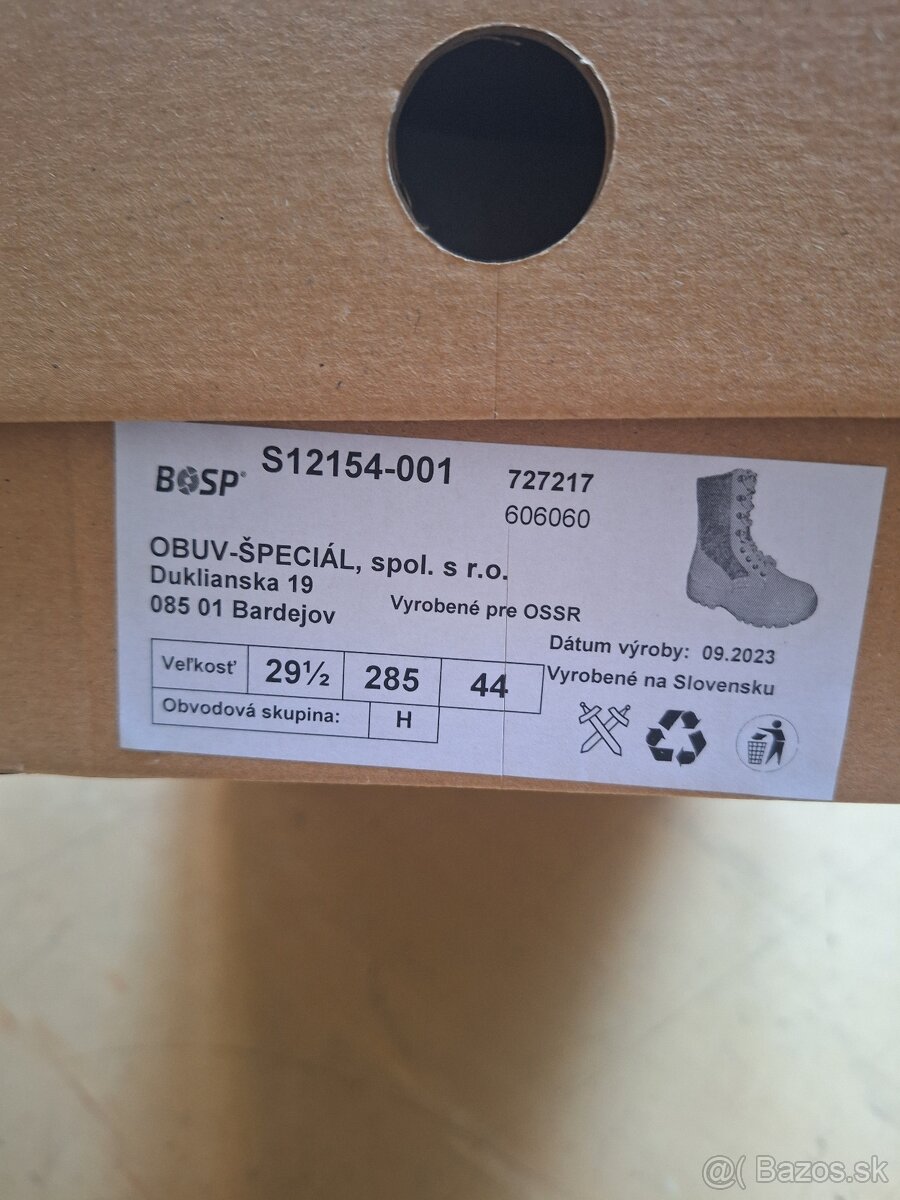 BOSP® S12154-001 727217
606060
OBUV-ŠPECIÁL, spol. s r.o.
Duklianska 19
085 01 Bardejov
Vyrobené pre OSSR
Dátum výroby: 09.2023
Vyrobené na Slovensku
Veľkosť 29½ 285 44
Obvodová skupina: H
@( Bazos.sk